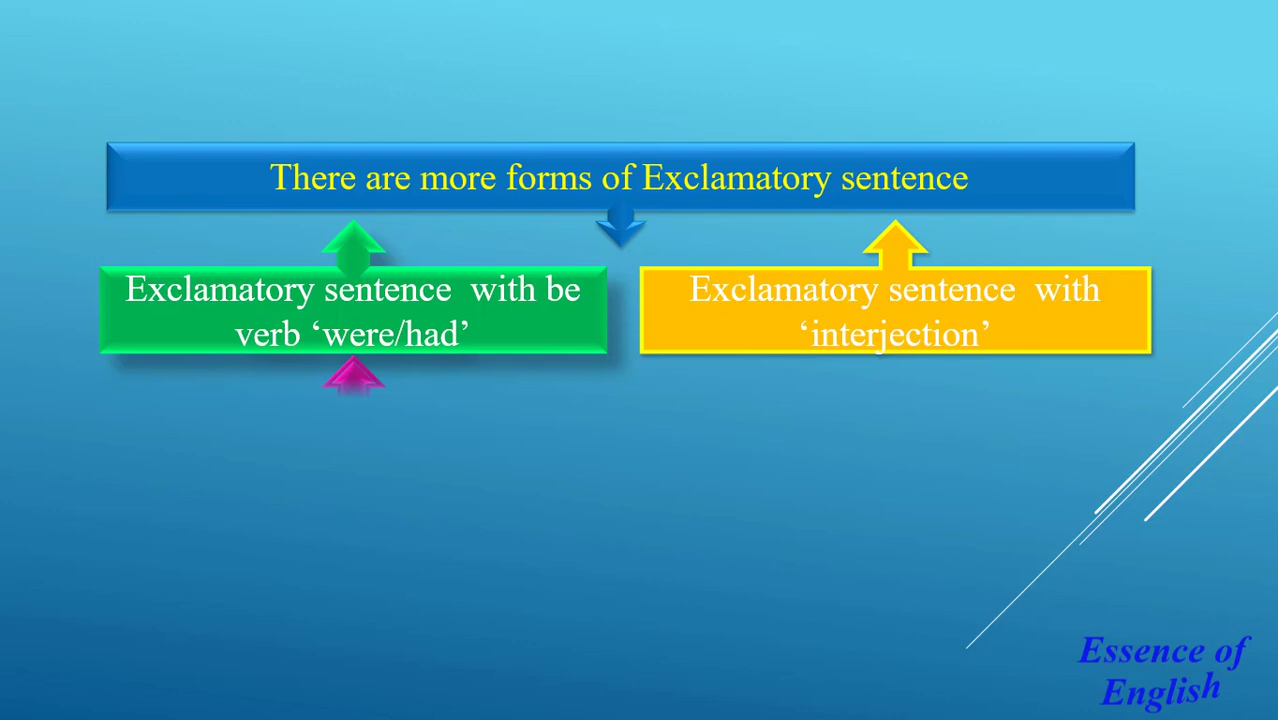 There are more forms of Exclamatory sentence
Exclamatory sentence with be
verb ‘were/had’
Exclamatory sentence with
‘interjection’
Essence of
English